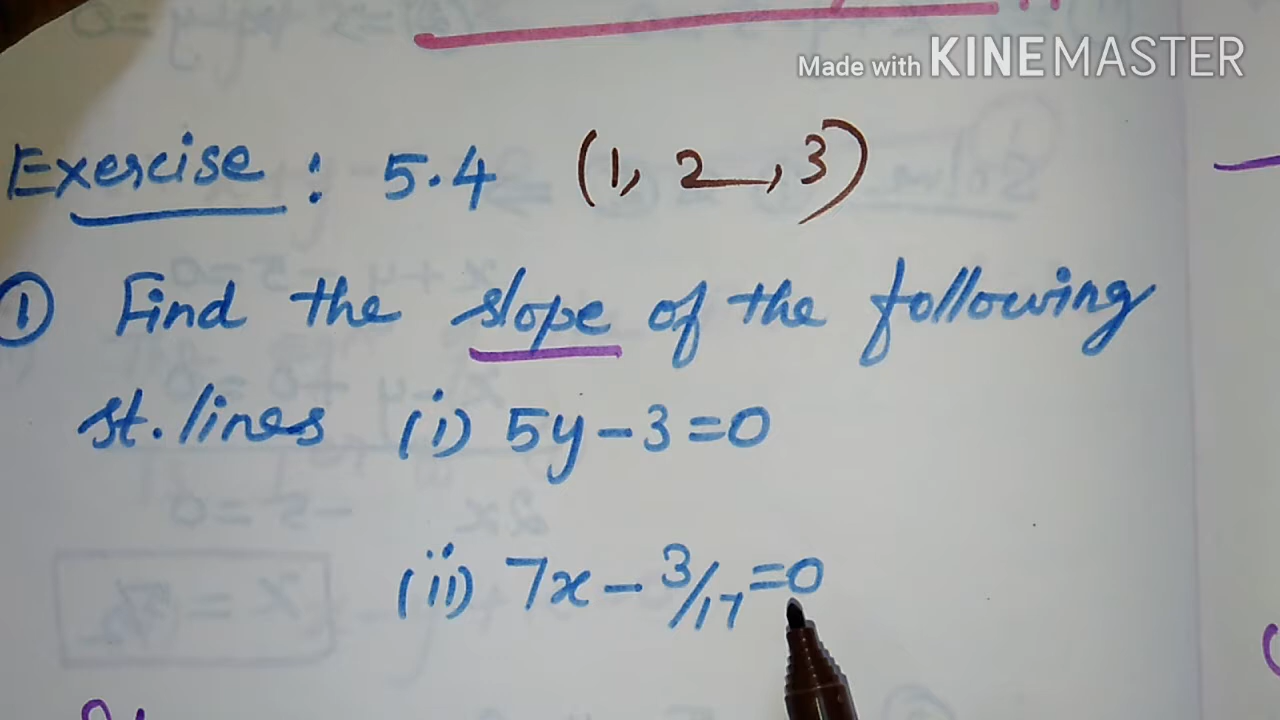 Made with KINEMASTER
Exercise : 5.4 (1, 2, 3)
① Find the slope of the following
st. lines (i) 5y - 3 = 0
(ii) 7x - 3/17 = 0